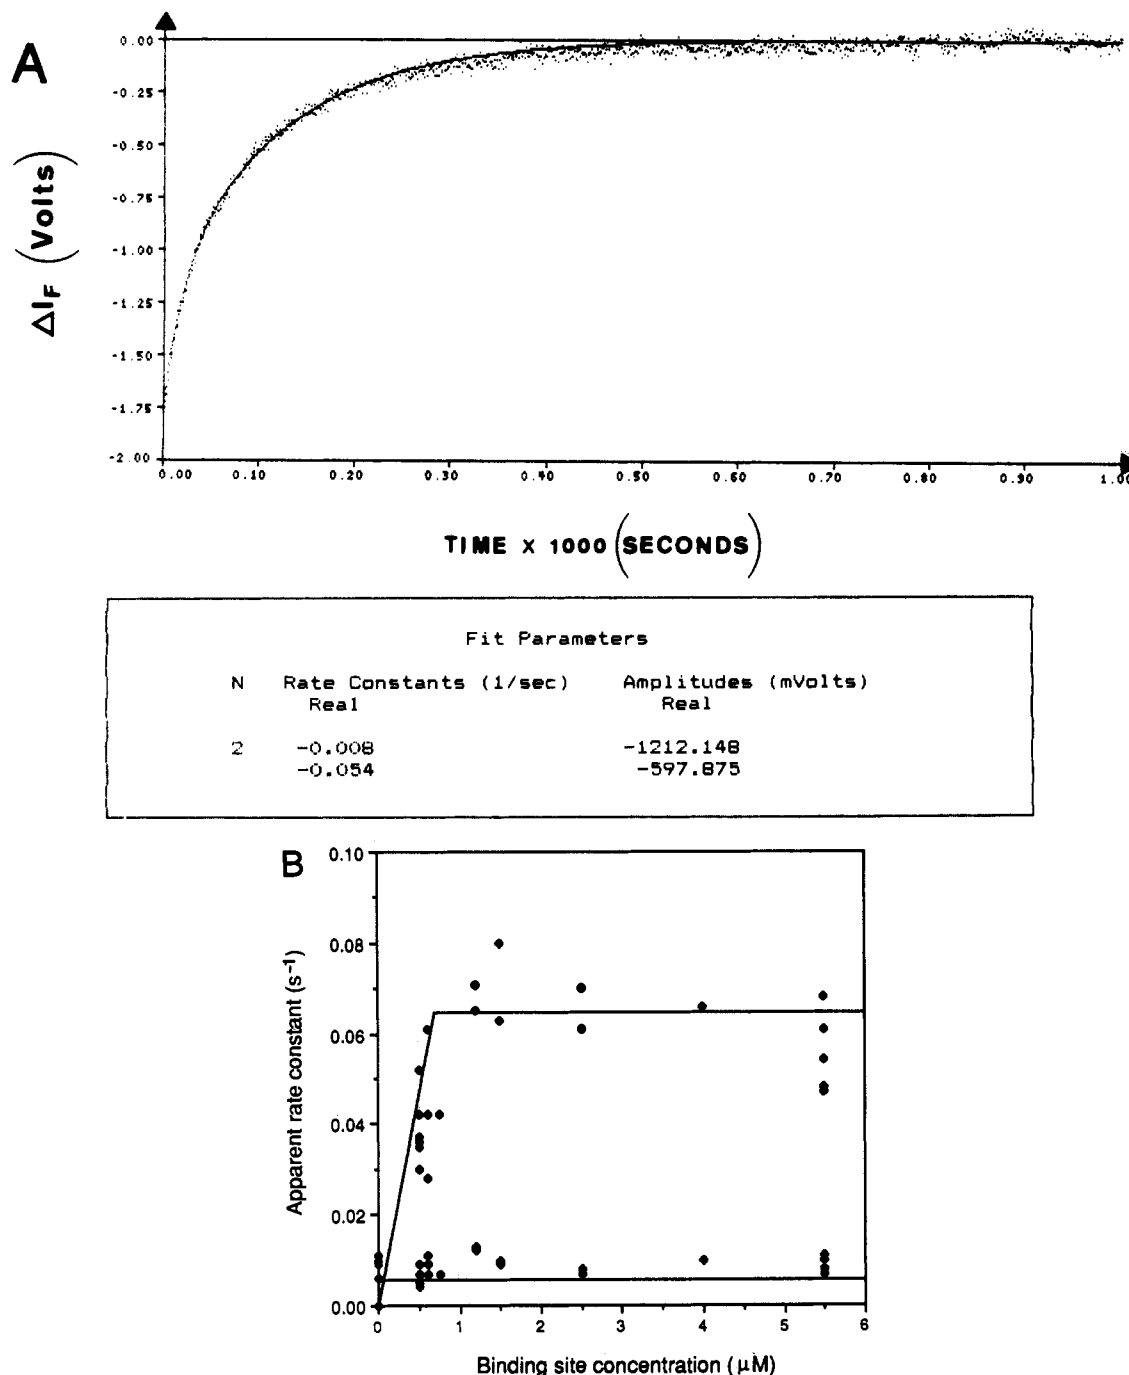 A
0.00
-0.25
-0.50
-0.75
-1.00
-1.25
-1.50
-1.75
-2.00
ΔIF (Volts)
0.00 0.10 0.20 0.30 0.40 0.50 0.60 0.70 0.80 0.90 1.00
TIME x 1000 (SECONDS)
Fit Parameters
N Rate Constants (1/sec) Amplitudes (mVolts)
Real Real
2 -0.008 -1212.148
-0.054 -597.875
B
0.10
0.08
0.06
0.04
0.02
0.00
Apparent rate constant (s⁻¹)
0 1 2 3 4 5 6
Binding site concentration (μM)